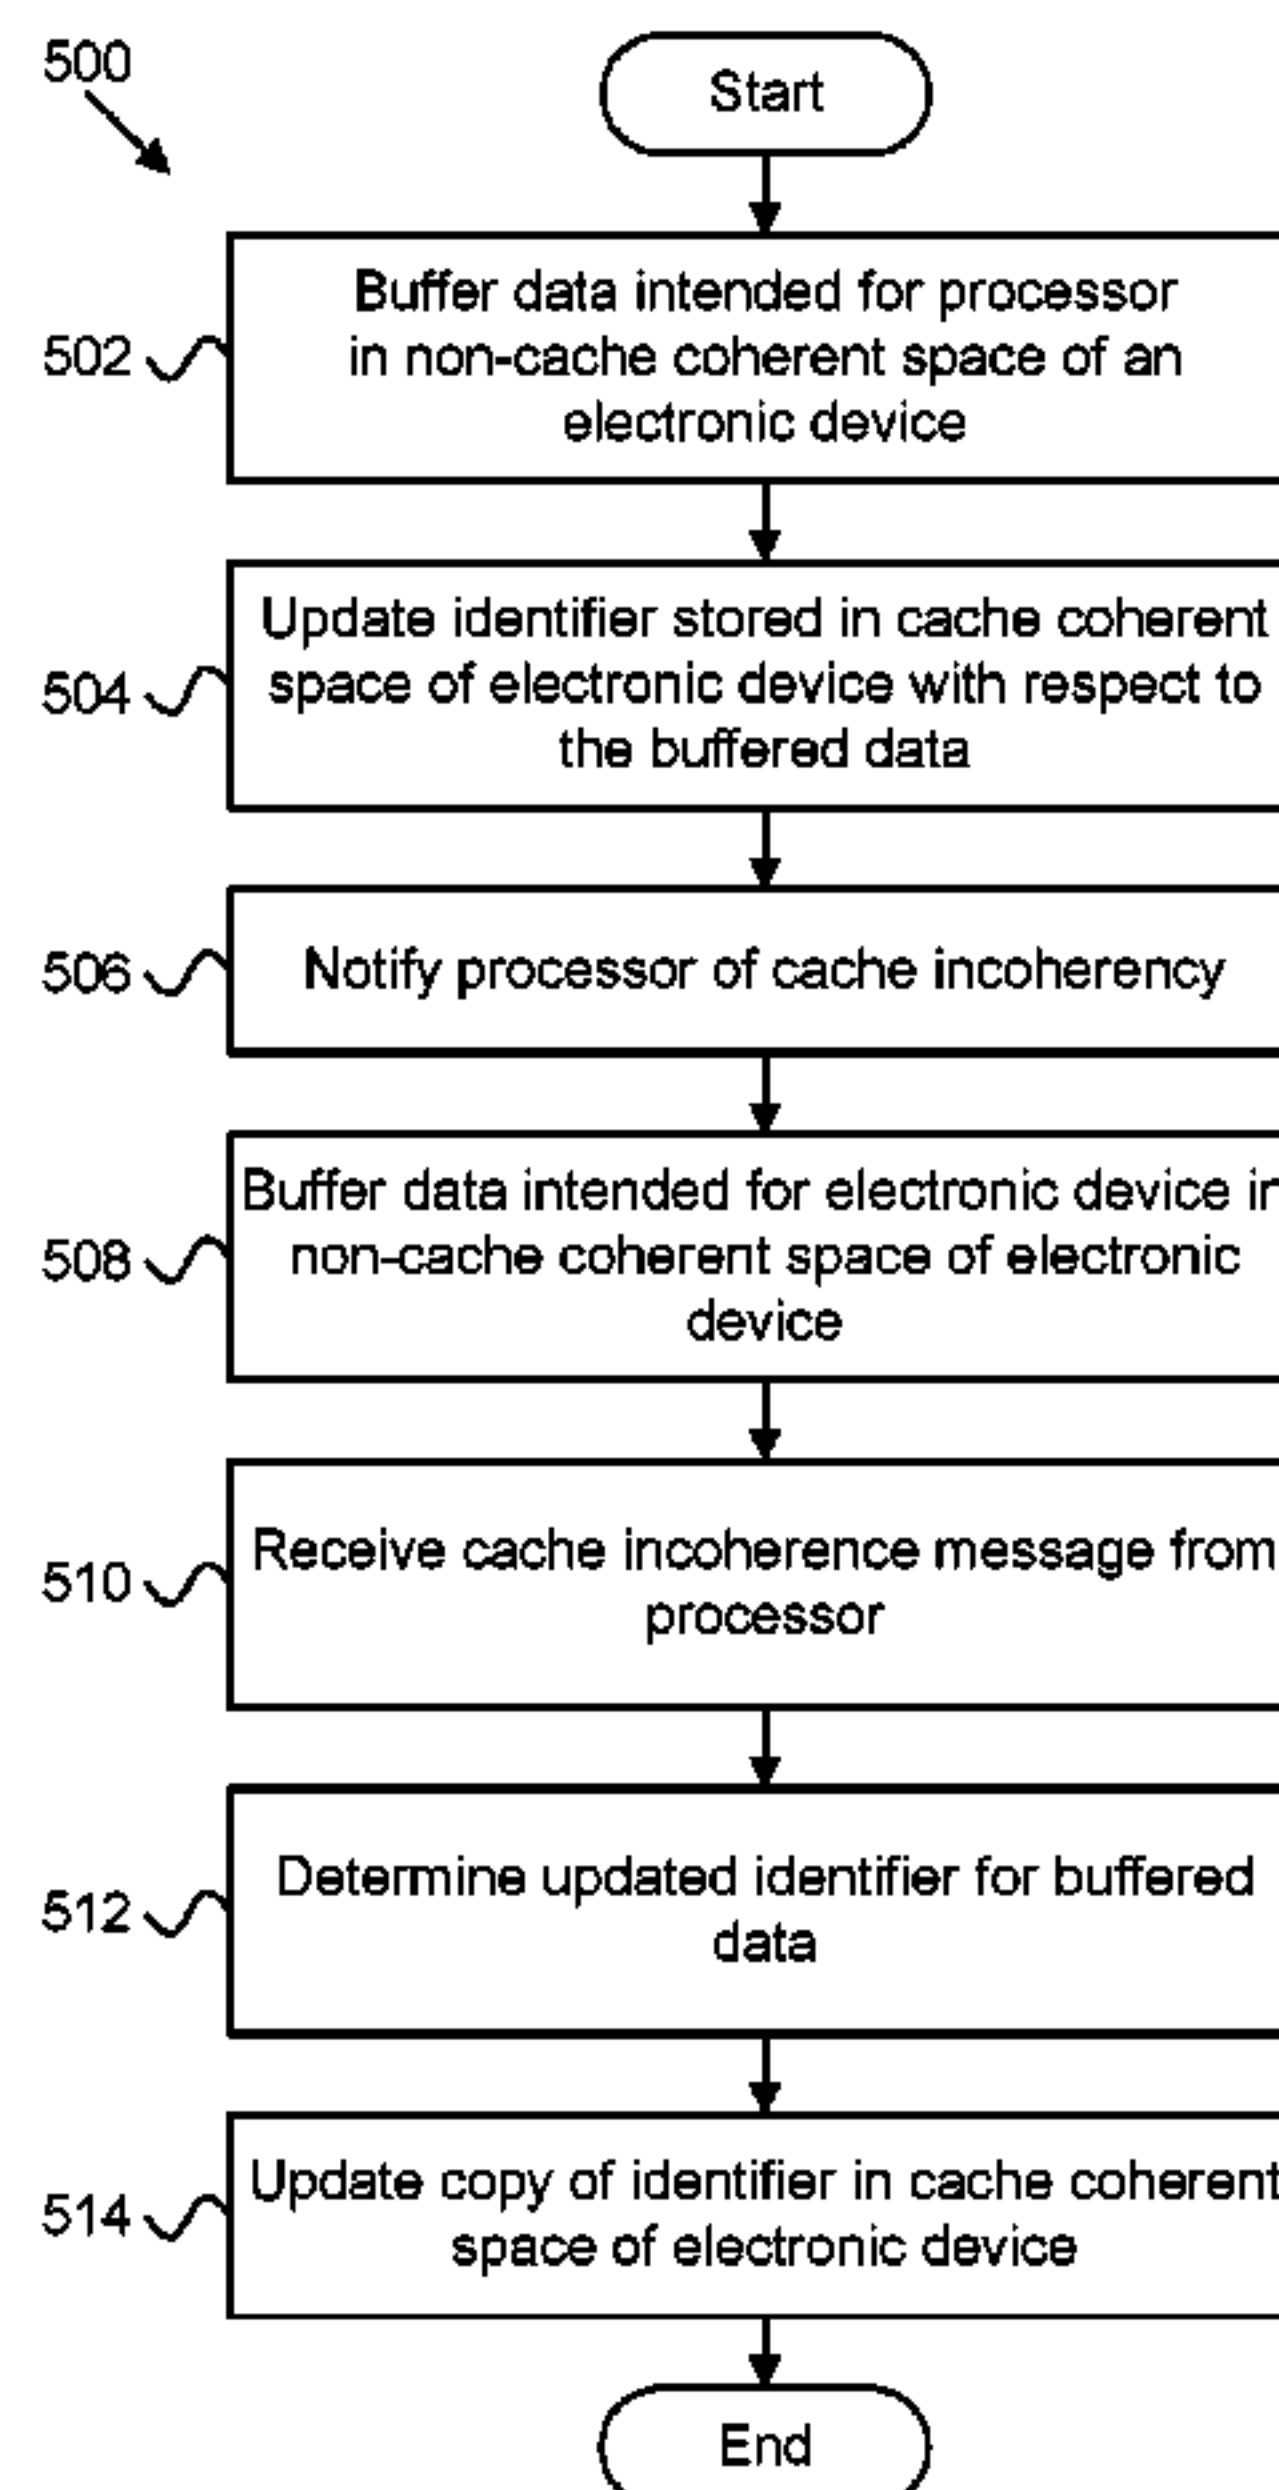 500
Start
Buffer data intended for processor
in non-cache coherent space of an
electronic device
502
Update identifier stored in cache coherent
space of electronic device with respect to
the buffered data
504
Notify processor of cache incoherency
506
Buffer data intended for electronic device in
non-cache coherent space of electronic
device
508
Receive cache incoherence message from
processor
510
Determine updated identifier for buffered
data
512
Update copy of identifier in cache coherent
space of electronic device
514
End